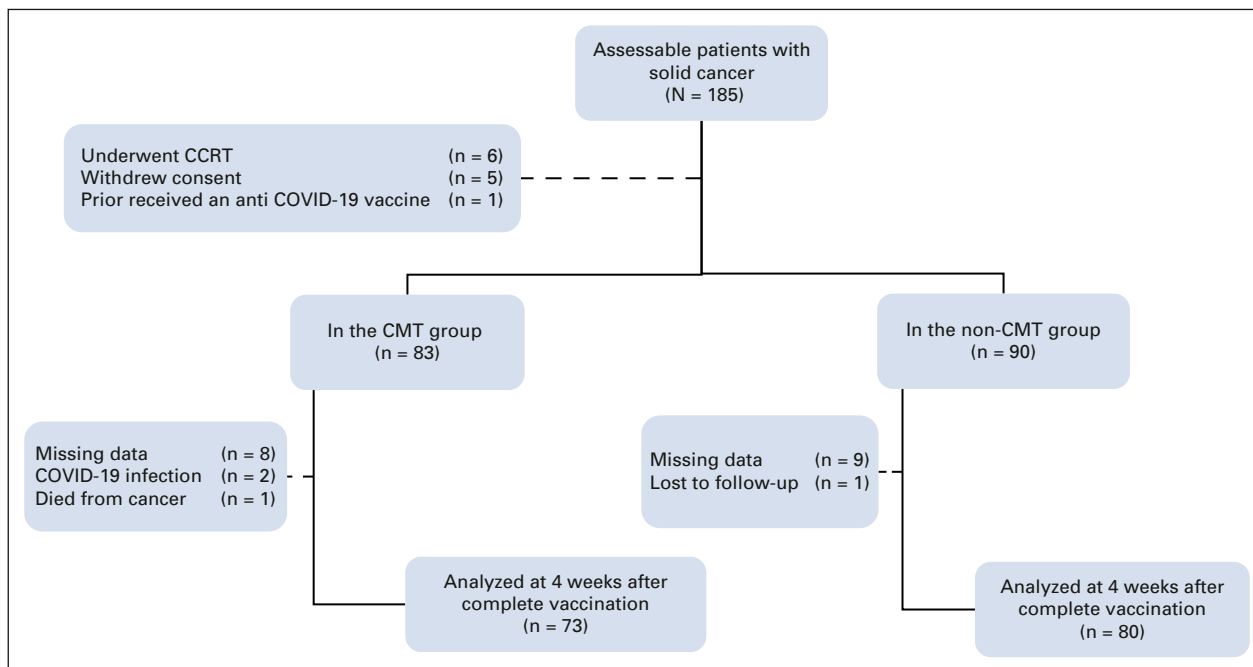 Assessable patients with
solid cancer
(N = 185)
Underwent CCRT (n = 6)
Withdrew consent (n = 5)
Prior received an anti COVID-19 vaccine (n = 1)
In the CMT group
(n = 83)
In the non-CMT group
(n = 90)
Missing data (n = 8)
COVID-19 infection (n = 2)
Died from cancer (n = 1)
Missing data (n = 9)
Lost to follow-up (n = 1)
Analyzed at 4 weeks after
complete vaccination
(n = 73)
Analyzed at 4 weeks after
complete vaccination
(n = 80)